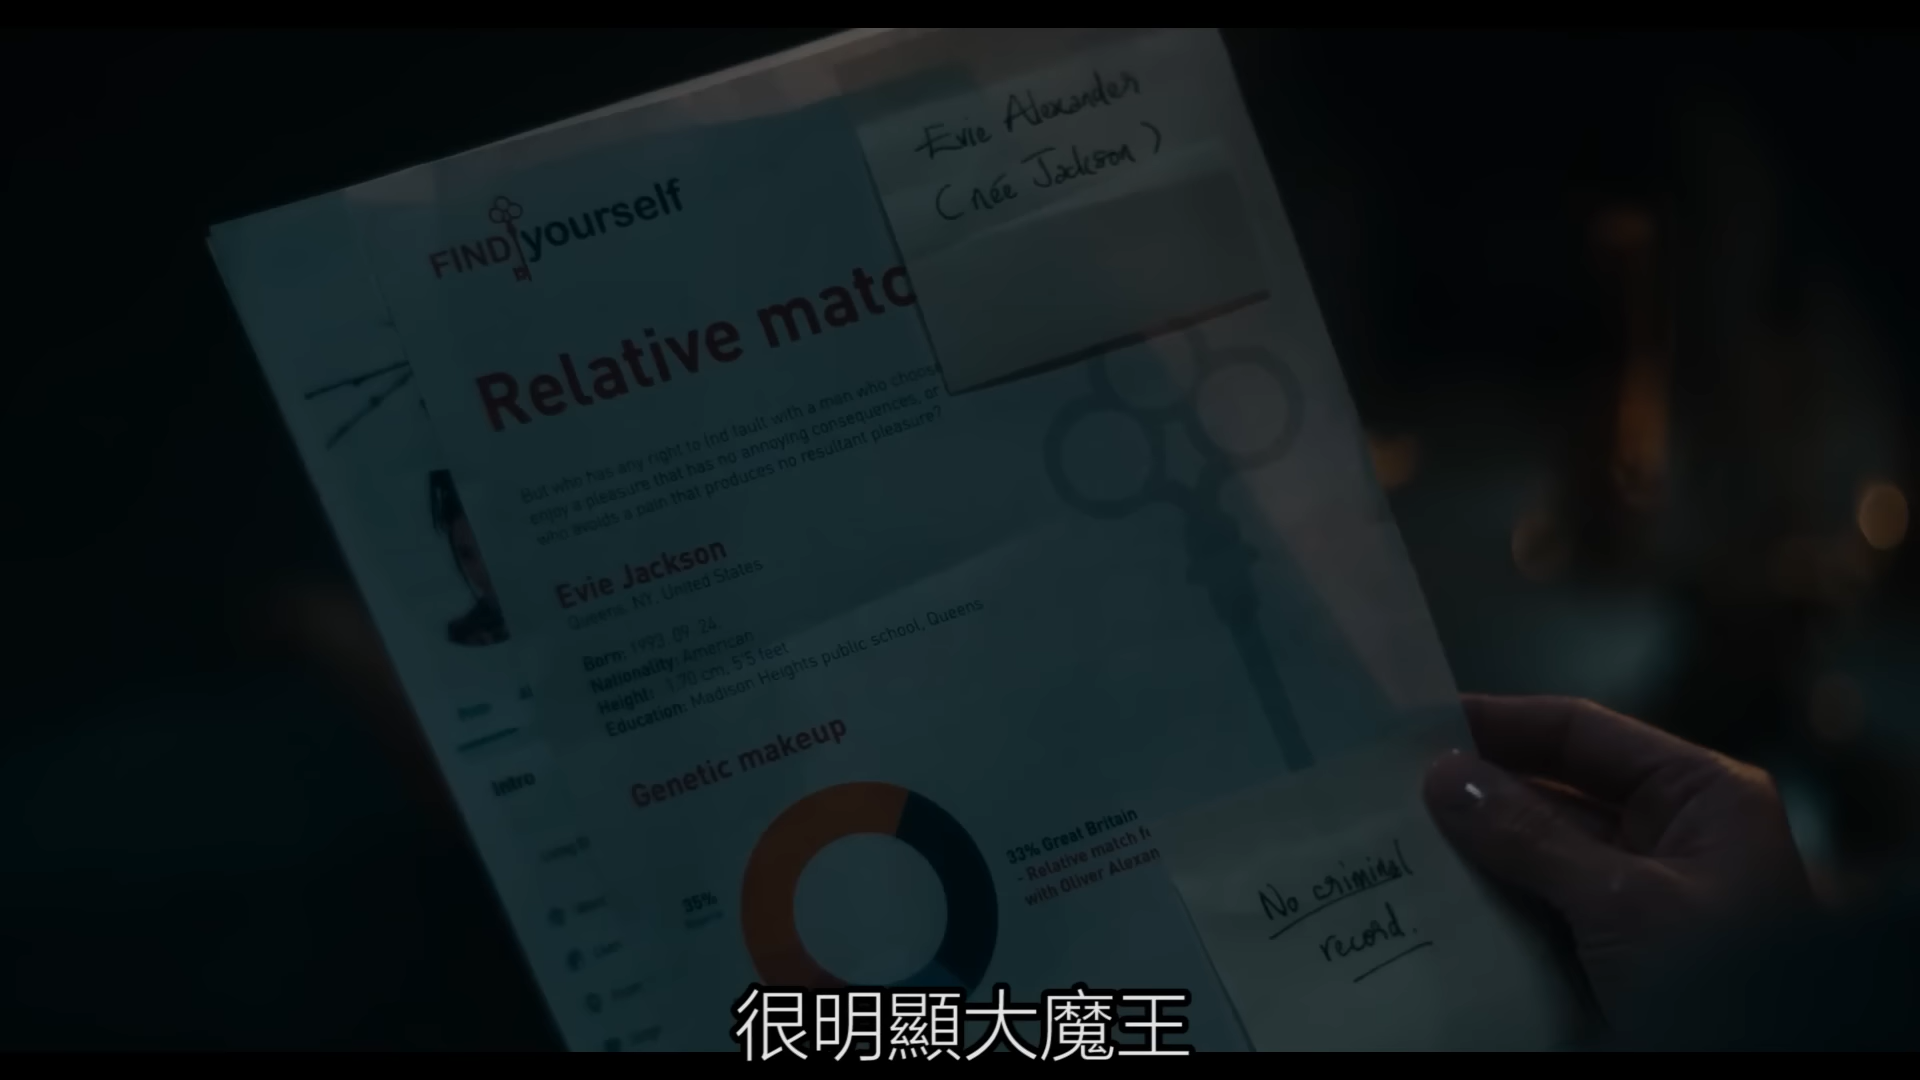 Evie Alexander
(née Jackson)
FIND yourself
Relative matc
But who has any right to ind fault with a man who choose
enjoy a pleasure that has no annoying consequences, or
who avoids a pain that produces no resultant pleasure?
Evie Jackson
Queens, NY, United States
Born: 1993. 09. 24.
Nationality: American
Height: 1,70 cm, 5'5 feet
Education: Madison Heights public school, Queens
Genetic makeup
Intro
33% Great Britain
- Relative match f
with Oliver Alexan
35%
No criminal
record.
很明顯大魔王